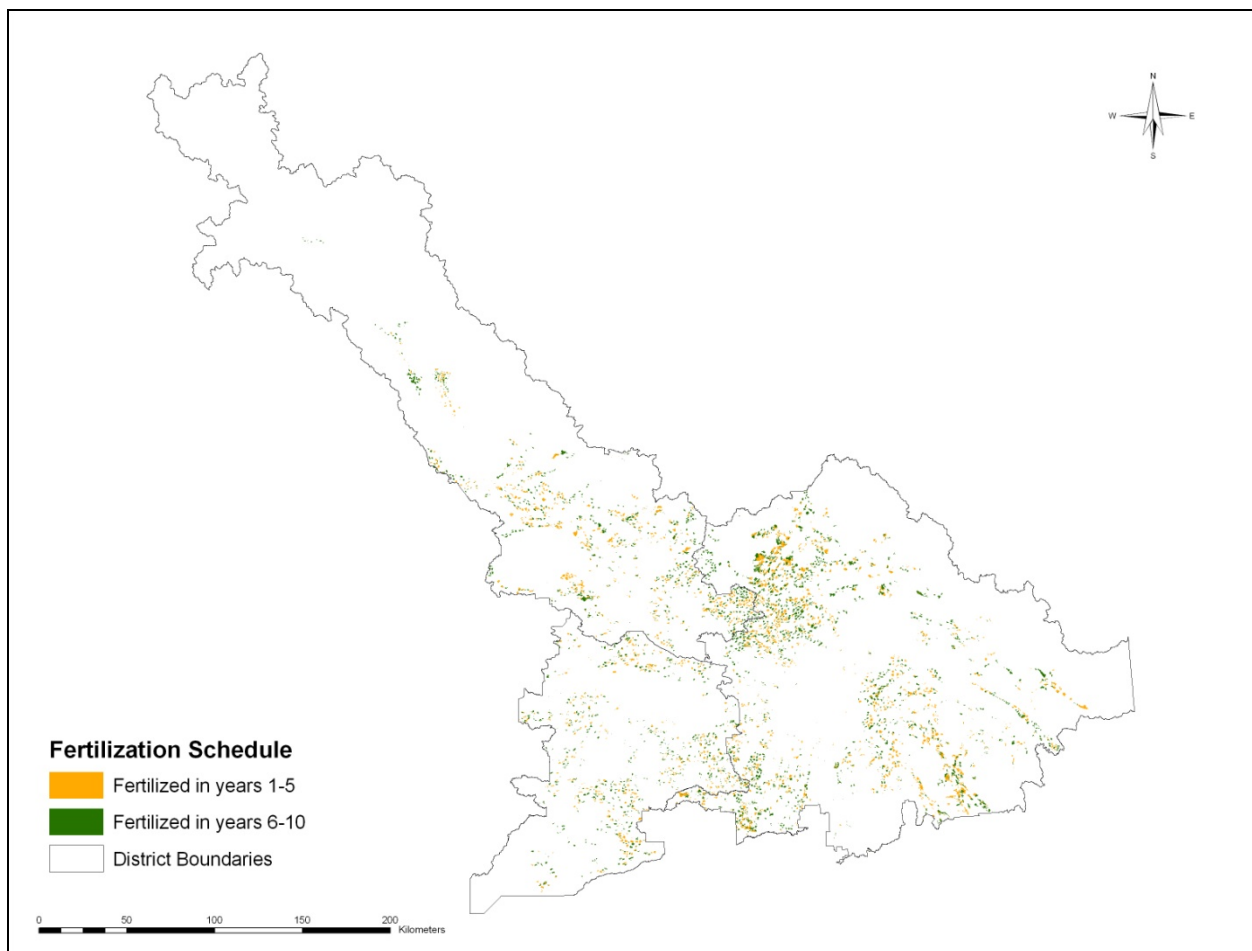 N
W E
S
Fertilization Schedule
Fertilized in years 1-5
Fertilized in years 6-10
District Boundaries
0 50 100 150 200
Kilometers